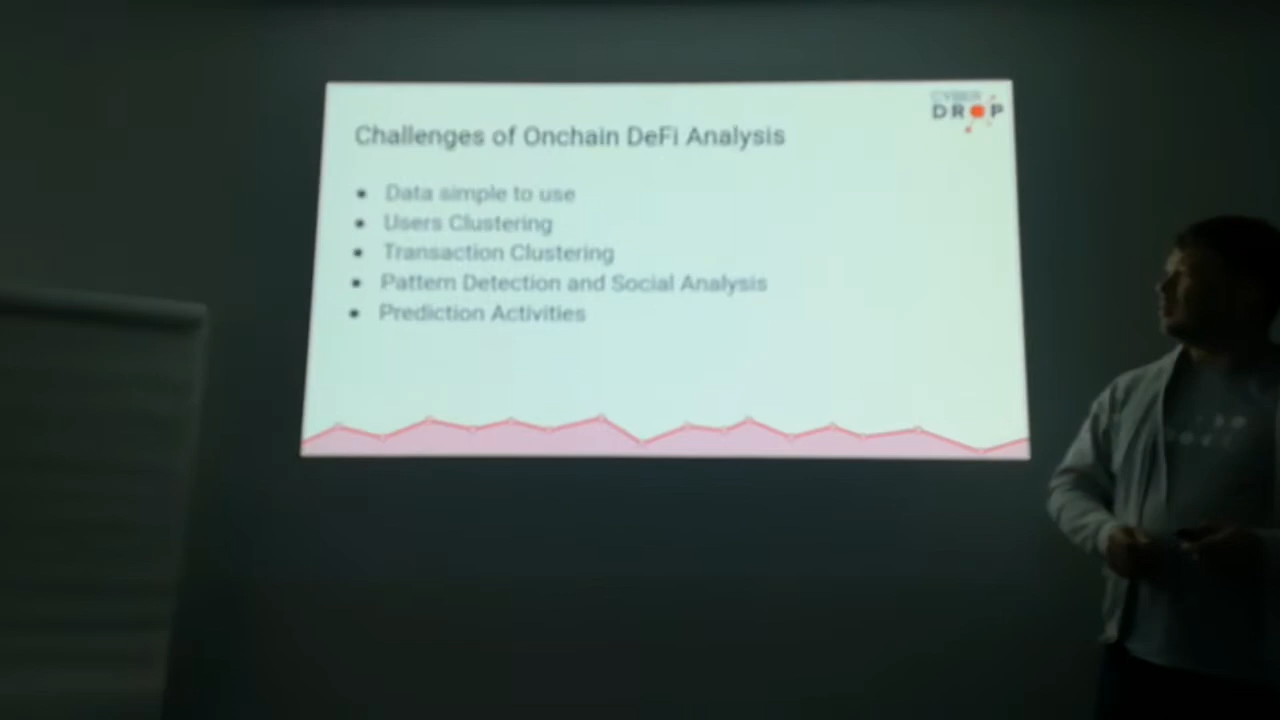 CYBER
DROP
Challenges of Onchain DeFi Analysis
Data simple to use
Users Clustering
Transaction Clustering
Pattern Detection and Social Analysis
Prediction Activities